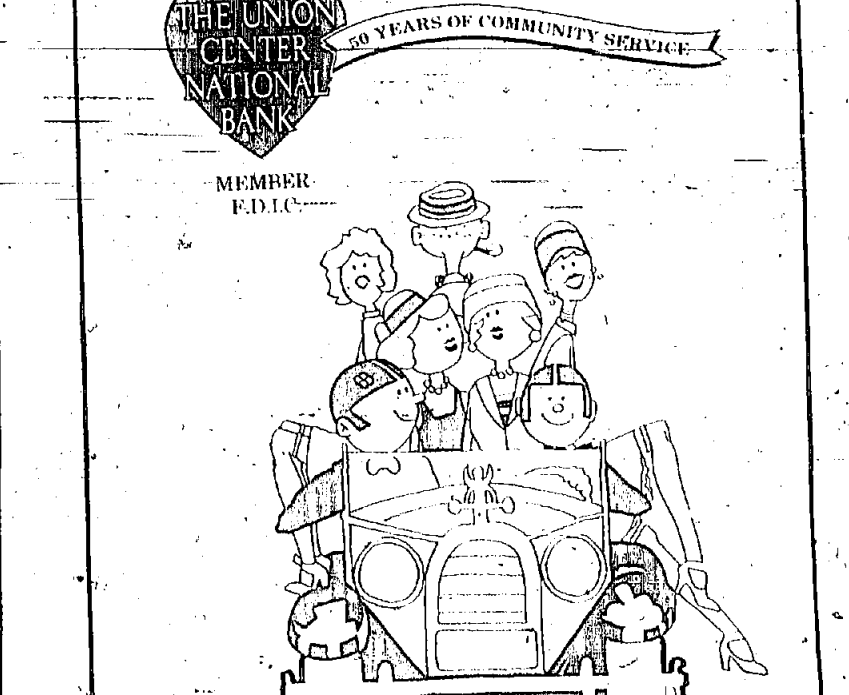 THE UNION
CENTER
NATIONAL
BANK
50 YEARS OF COMMUNITY SERVICE
MEMBER
F.D.I.C.